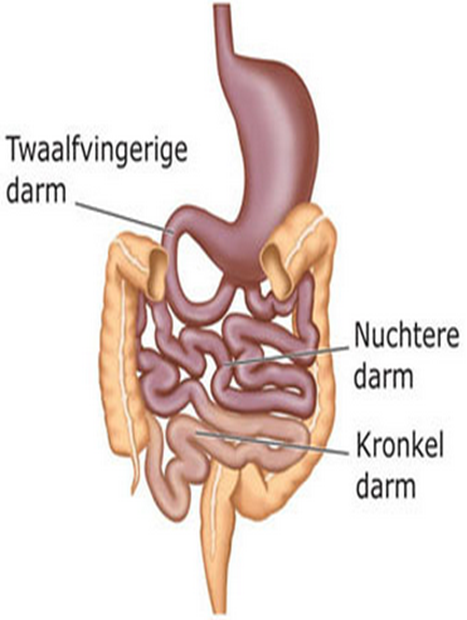 Twaalfvingerige
darm
Nuchtere
darm
Kronkel
darm